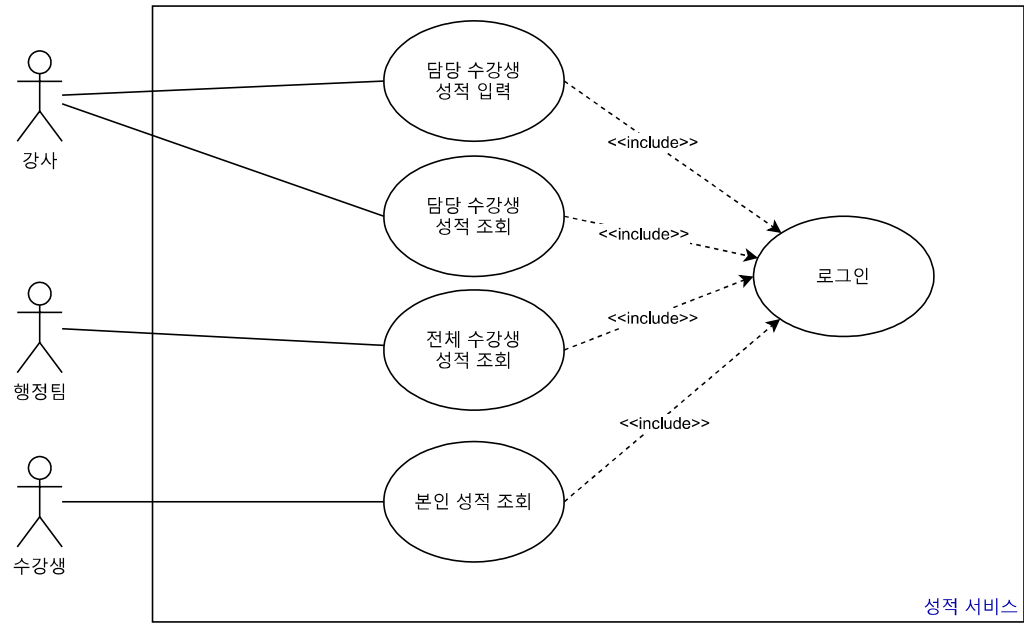 담당 수강생
성적 입력
강사
<<include>>
담당 수강생
성적 조회
<<include>>
로그인
행정팀
전체 수강생
성적 조회
<<include>>
<<include>>
수강생
본인 성적 조회
성적 서비스